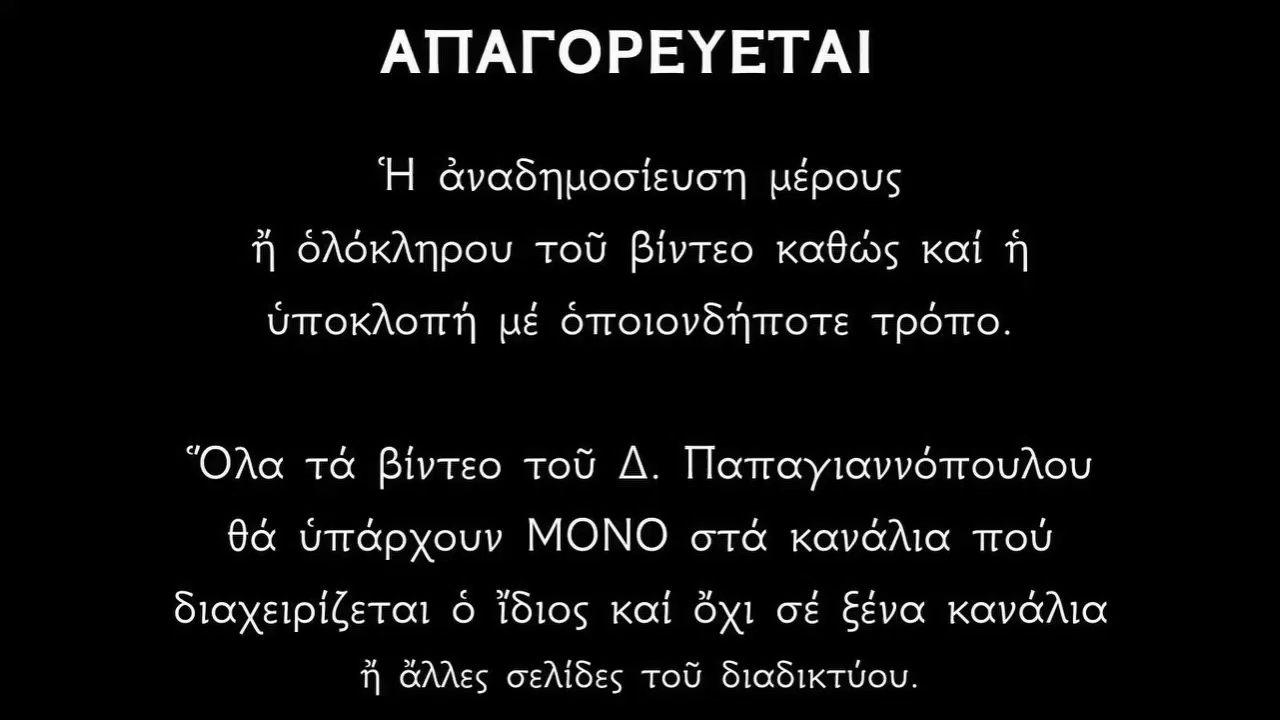 ΑΠΑΓΟΡΕΥΕΤΑΙ
Ἡ ἀναδημοσίευση μέρους
ἤ ὁλόκληρου τοῦ βίντεο καθώς καί ἡ
ὑποκλοπή μέ ὁποιονδήποτε τρόπο.
Ὅλα τά βίντεο τοῦ Δ. Παπαγιαννόπουλου
θά ὑπάρχουν ΜΟΝΟ στά κανάλια πού
διαχειρίζεται ὁ ἴδιος καί ὄχι σέ ξένα κανάλια
ἤ ἄλλες σελίδες τοῦ διαδικτύου.